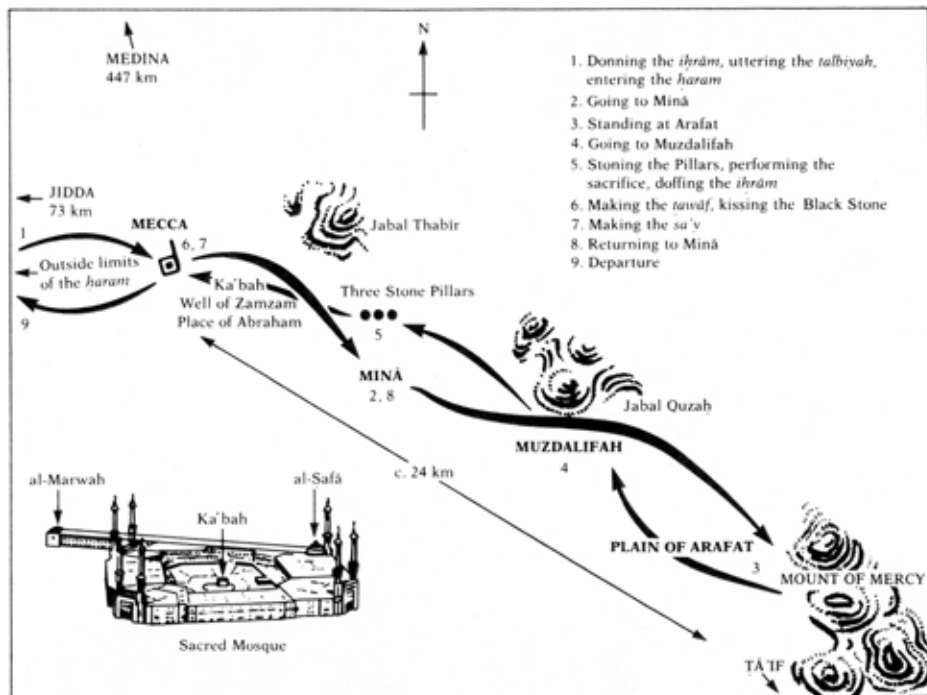 MEDINA
447 km
N
1. Donning the iḥrām, uttering the talbiyah,
entering the ḥaram
2. Going to Minā
3. Standing at Arafat
4. Going to Muzdalifah
5. Stoning the Pillars, performing the
sacrifice, doffing the iḥrām
6. Making the ṭawāf, kissing the Black Stone
7. Making the sa'y
8. Returning to Minā
9. Departure
JIDDA
73 km
1
MECCA
6, 7
Jabal Thabīr
Outside limits
of the ḥaram
9
Ka'bah
Well of Zamzam
Place of Abraham
Three Stone Pillars
5
MINĀ
2, 8
Jabal Quzaḥ
MUZDALIFAH
4
c. 24 km
al-Marwah
al-Safā
Ka'bah
Sacred Mosque
PLAIN OF ARAFAT
3
MOUNT OF MERCY
TĀ'IF